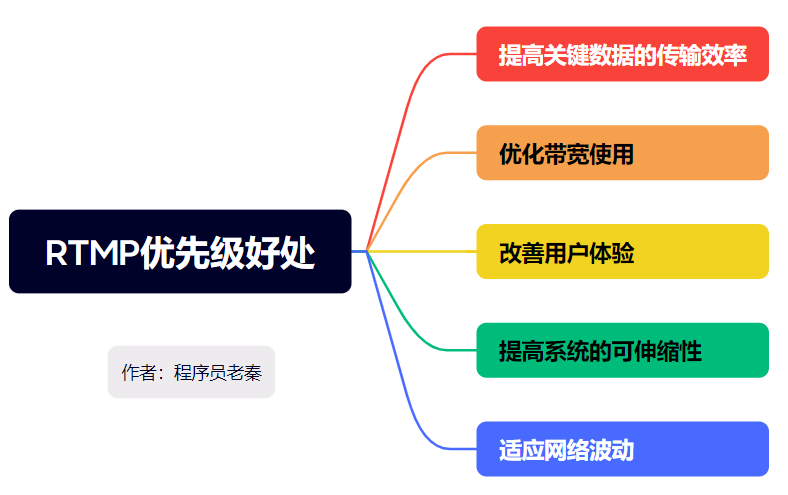 RTMP优先级好处
作者：程序员老秦
提高关键数据的传输效率
优化带宽使用
改善用户体验
提高系统的可伸缩性
适应网络波动